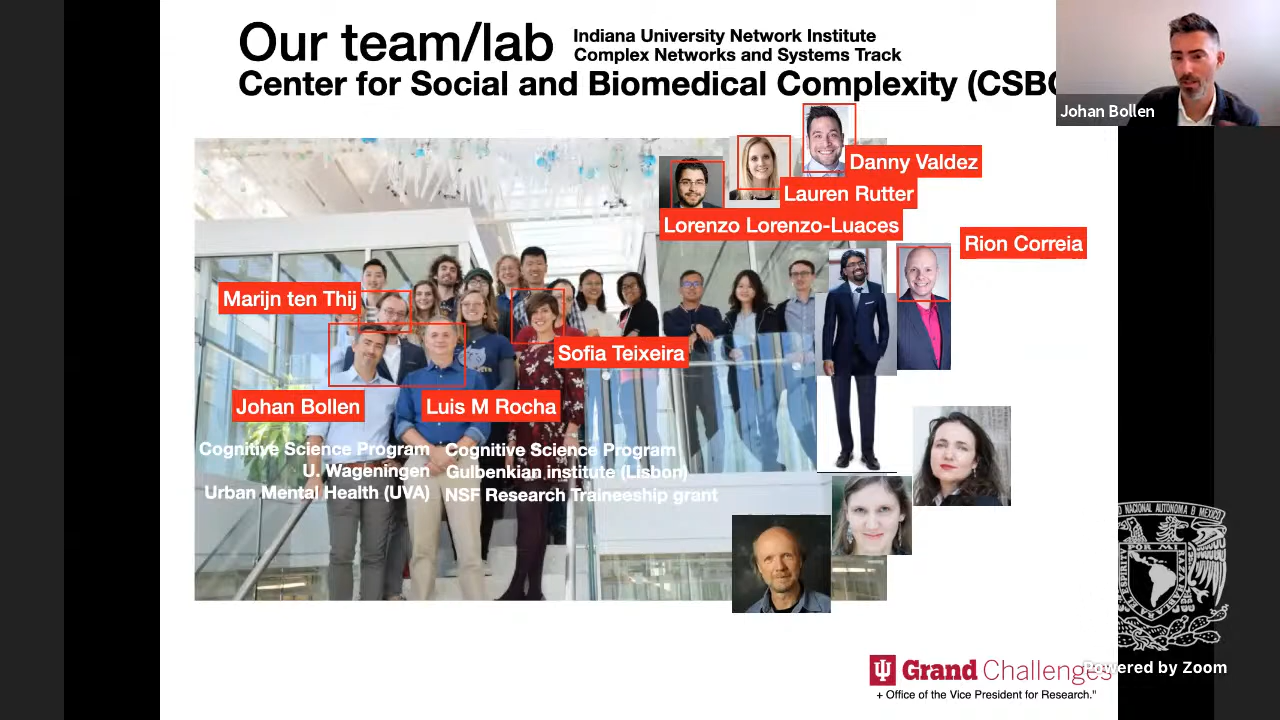 Our team/lab
Indiana University Network Institute
Complex Networks and Systems Track
Center for Social and Biomedical Complexity (CSBC
Johan Bollen
Danny Valdez
Lauren Rutter
Lorenzo Lorenzo-Luaces
Rion Correia
Marijn ten Thij
Sofia Teixeira
Johan Bollen
Luis M Rocha
Cognitive Science Program
U. Wageningen
Urban Mental Health (UVA)
Cognitive Science Program
Gulbenkian institute (Lisbon)
NSF Research Traineeship grant
Grand Challenges
+ Office of the Vice President for Research."
Powered by Zoom